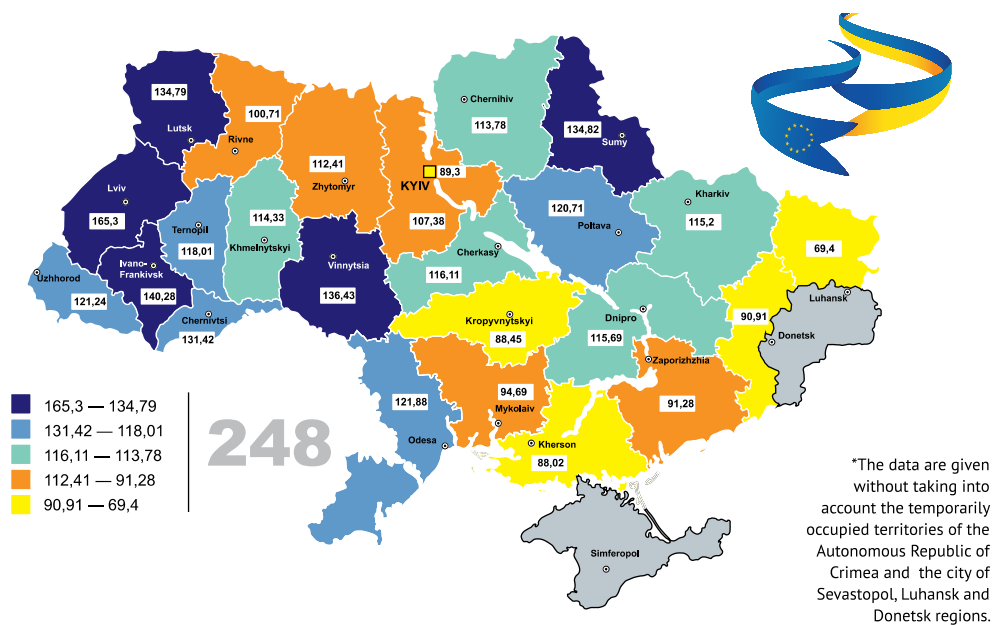 134,79
Lutsk
100,71
Rivne
112,41
Zhytomyr
KYIV
89,3
107,38
Chernihiv
113,78
134,82
Sumy
Lviv
165,3
Ternopil
118,01
114,33
Khmelnytskyi
Ivano-
Frankivsk
140,28
Uzhhorod
121,24
Chernivtsi
131,42
Vinnytsia
136,43
Cherkasy
116,11
120,71
Poltava
Kharkiv
115,2
69,4
Luhansk
90,91
Donetsk
Kropyvnytskyi
88,45
Dnipro
115,69
Zaporizhzhia
91,28
94,69
Mykolaiv
121,88
Odesa
Kherson
88,02
Simferopol
165,3 — 134,79
131,42 — 118,01
116,11 — 113,78
112,41 — 91,28
90,91 — 69,4
248
*The data are given
without taking into
account the temporarily
occupied territories of the
Autonomous Republic of
Crimea and the city of
Sevastopol, Luhansk and
Donetsk regions.